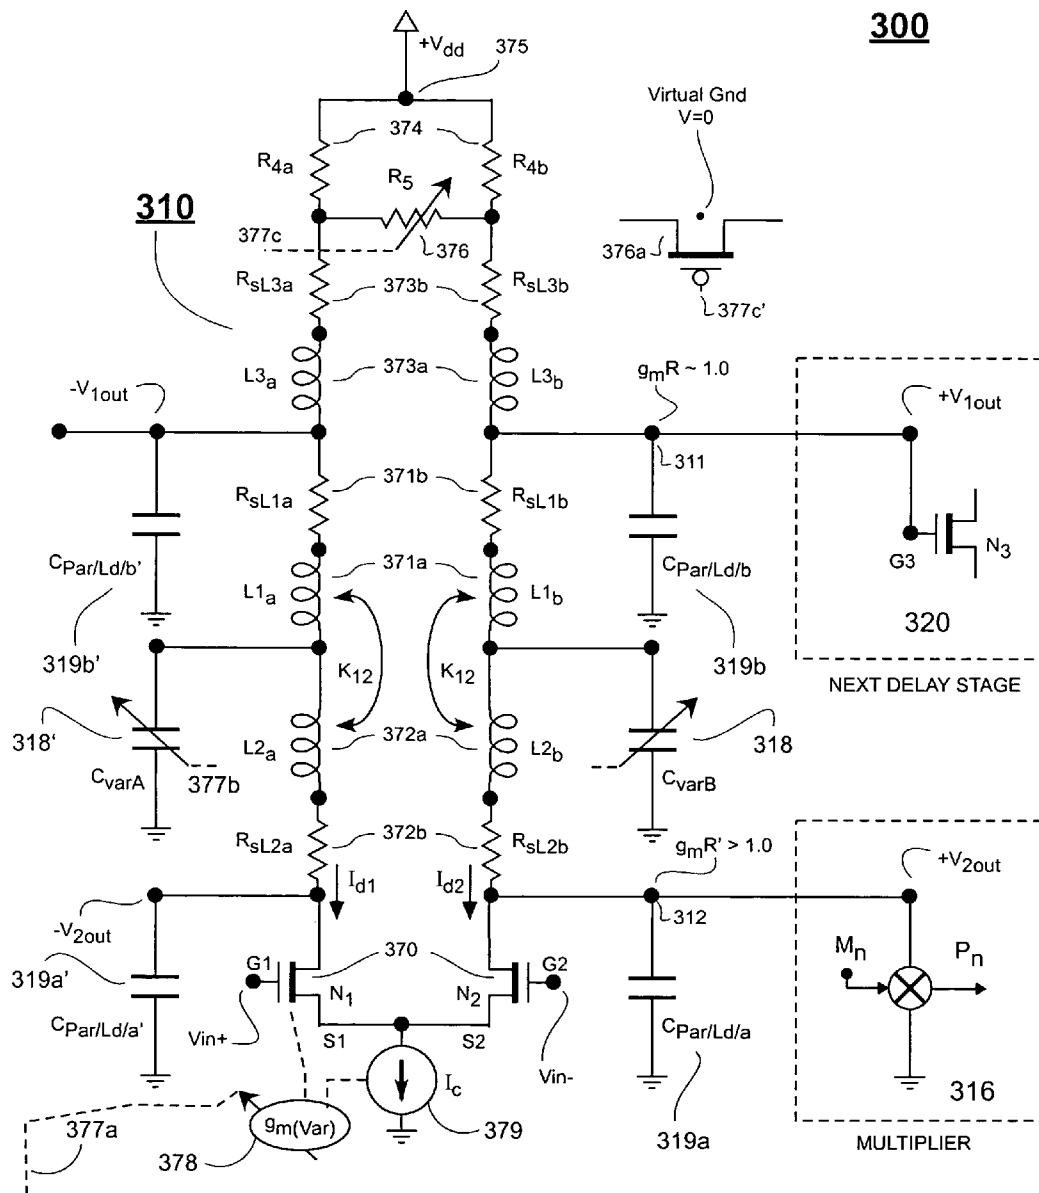 300
+Vdd
375
Virtual Gnd
V=0
374
R4a
R4b
R5
310
377c
376
376a
377c'
RsL3a
373b
RsL3b
L3a
373a
L3b
gmR ~ 1.0
-V1out
+V1out
311
371b
RsL1a
RsL1b
G3
N3
CPar/Ld/b'
371a
CPar/Ld/b
L1a
L1b
320
319b'
K12
K12
319b
NEXT DELAY STAGE
318'
L2a
372a
L2b
318
CvarA
377b
CvarB
RsL2a
372b
RsL2b
gmR' > 1.0
Id1
Id2
+V2out
312
-V2out
319a'
G1
370
G2
Mn
Pn
N1
N2
CPar/Ld/a'
CPar/Ld/a
Vin+
S1
S2
Vin-
Ic
316
377a
gm(Var)
379
319a
378
MULTIPLIER